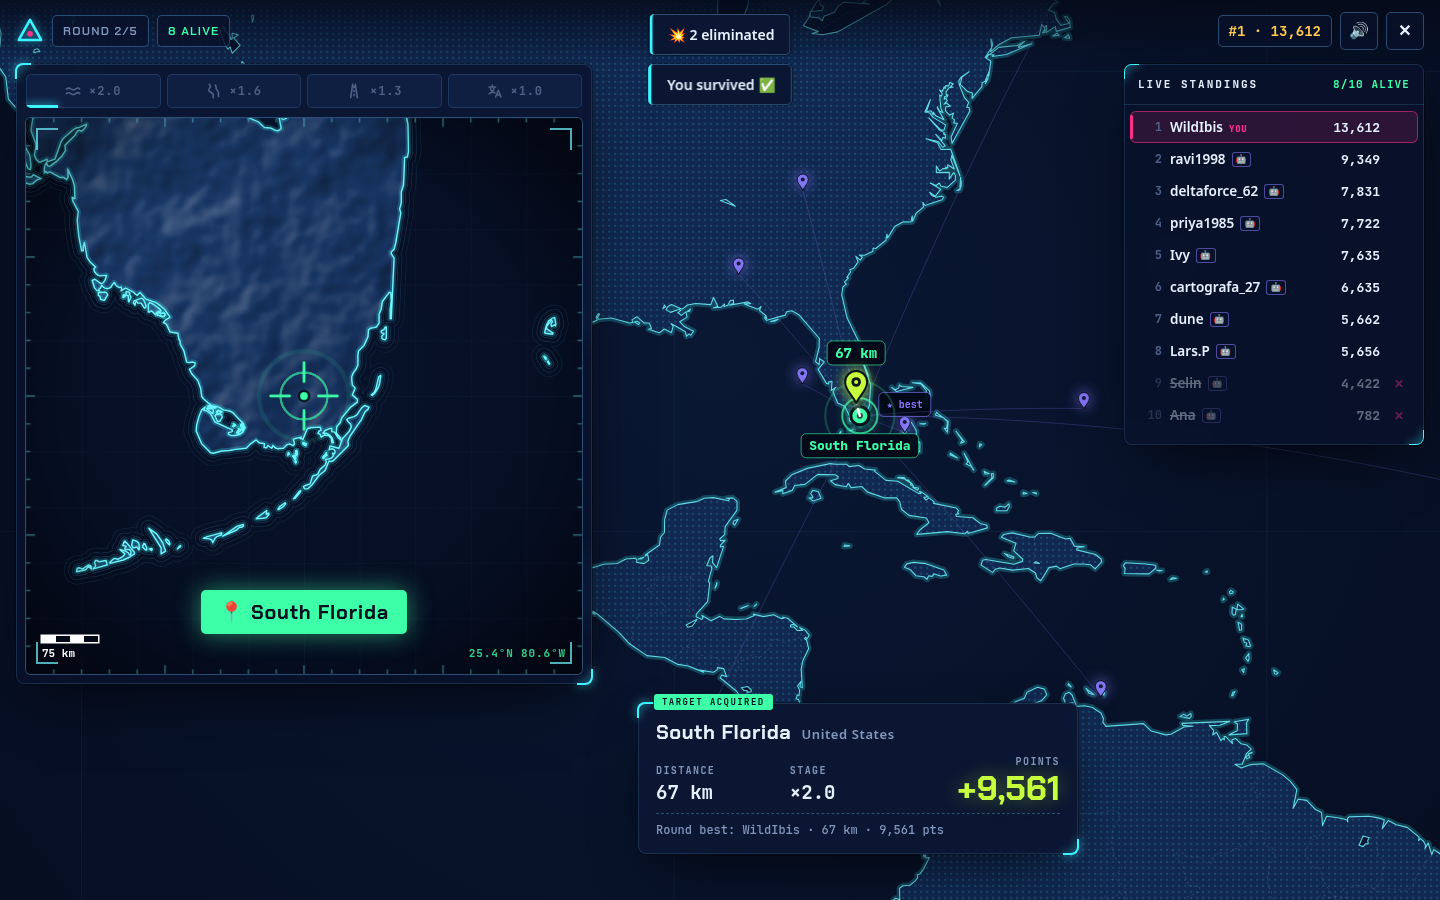 ROUND 2/5
8 ALIVE
💥 2 eliminated
You survived ✅
#1 · 13,612
×2.0
×1.6
×1.3
×1.0
LIVE STANDINGS
8/10 ALIVE
1 WildIbis YOU 13,612
2 ravi1998 9,349
3 deltaforce_62 7,831
4 priya1985 7,722
5 Ivy 7,635
6 cartografa_27 6,635
7 dune 5,662
8 Lars.P 5,656
9 Selin 4,422 ×
10 Ana 782 ×
67 km
★ best
South Florida
📍 South Florida
75 km
25.4°N 80.6°W
TARGET ACQUIRED
South Florida United States
DISTANCE
STAGE
POINTS
67 km
×2.0
+9,561
Round best: WildIbis · 67 km · 9,561 pts